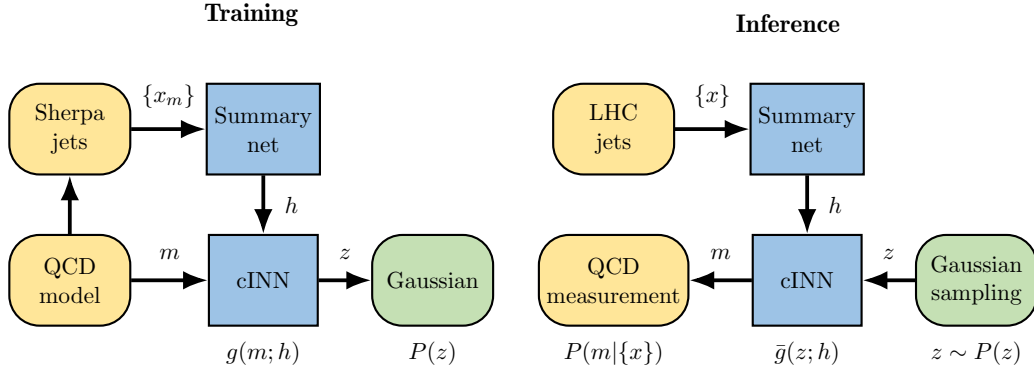 Training
Sherpa
jets
{x_m}
Summary
net
h
QCD
model
m
cINN
z
Gaussian
g(m; h)
P(z)
Inference
LHC
jets
{x}
Summary
net
h
QCD
measurement
m
cINN
z
Gaussian
sampling
P(m|{x})
ḡ(z; h)
z ∼ P(z)